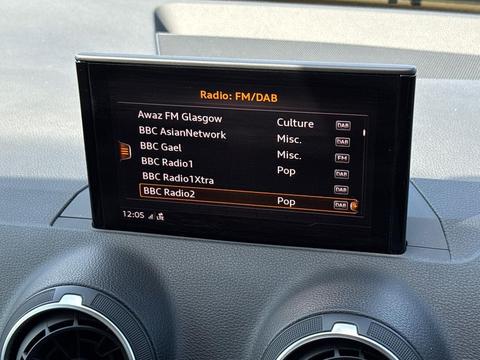 Radio: FM/DAB
Awaz FM Glasgow Culture DAB
BBC AsianNetwork Misc. DAB
BBC Gael Misc. FM
BBC Radio1 Pop DAB
BBC Radio1Xtra DAB
BBC Radio2 Pop DAB
12:05 LTE